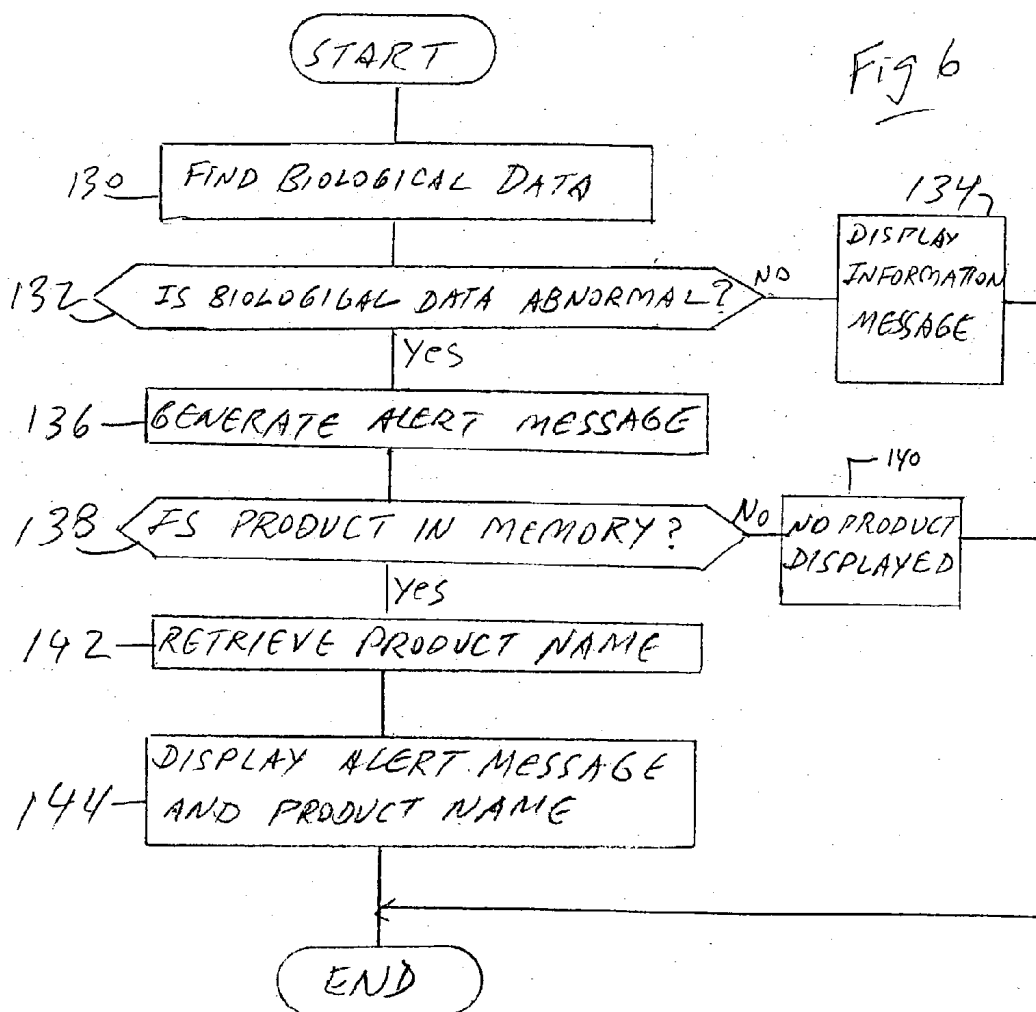 START
Fig 6
130 FIND BIOLOGICAL DATA
132 IS BIOLOGICAL DATA ABNORMAL?
NO
134
DISPLAY
INFORMATION
MESSAGE
Yes
136 GENERATE ALERT MESSAGE
138 IS PRODUCT IN MEMORY?
No
140
NO PRODUCT
DISPLAYED
Yes
142 RETRIEVE PRODUCT NAME
144
DISPLAY ALERT MESSAGE
AND PRODUCT NAME
END